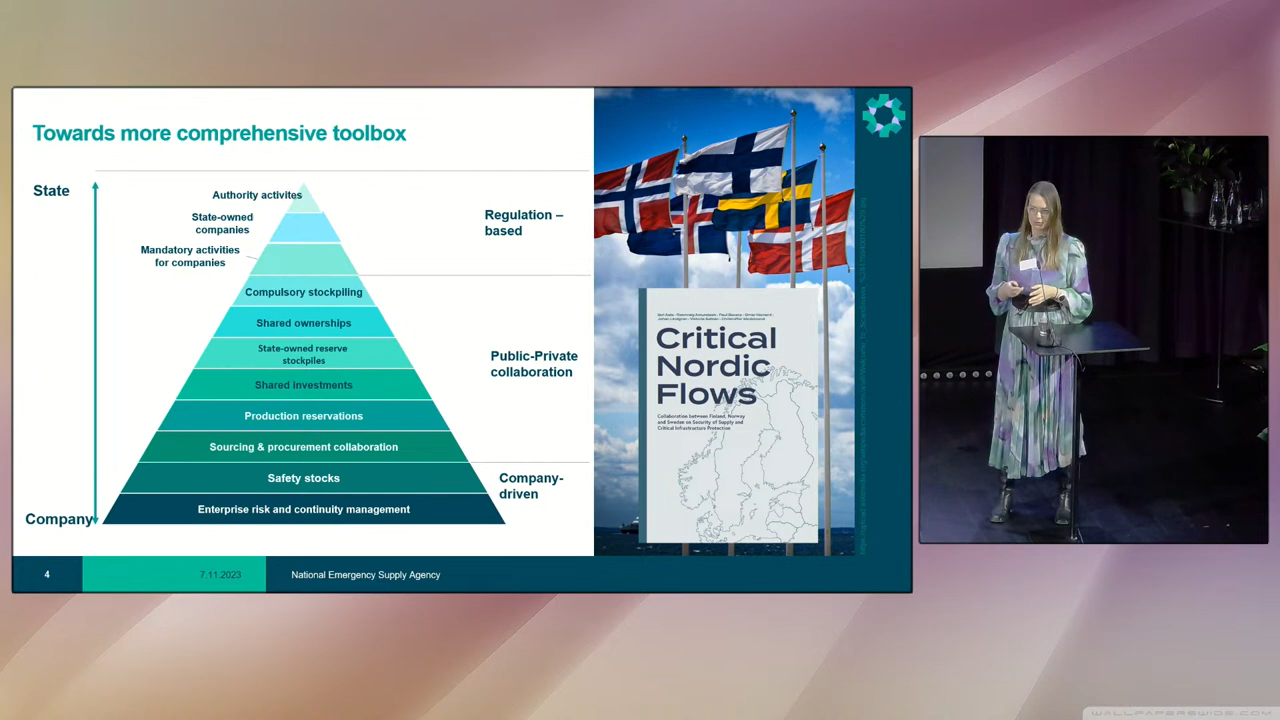 Towards more comprehensive toolbox
State
Authority activites
State-owned
companies
Mandatory activities
for companies
Regulation –
based
Compulsory stockpiling
Shared ownerships
State-owned reserve
stockpiles
Shared investments
Production reservations
Sourcing & procurement collaboration
Public-Private
collaboration
Safety stocks
Enterprise risk and continuity management
Company-
driven
Company
Critical
Nordic
Flows
Collaboration between Finland, Norway
and Sweden on Security of Supply and
Critical Infrastructure Protection
4
7.11.2023
National Emergency Supply Agency
WALLPAPERSWIDE.COM